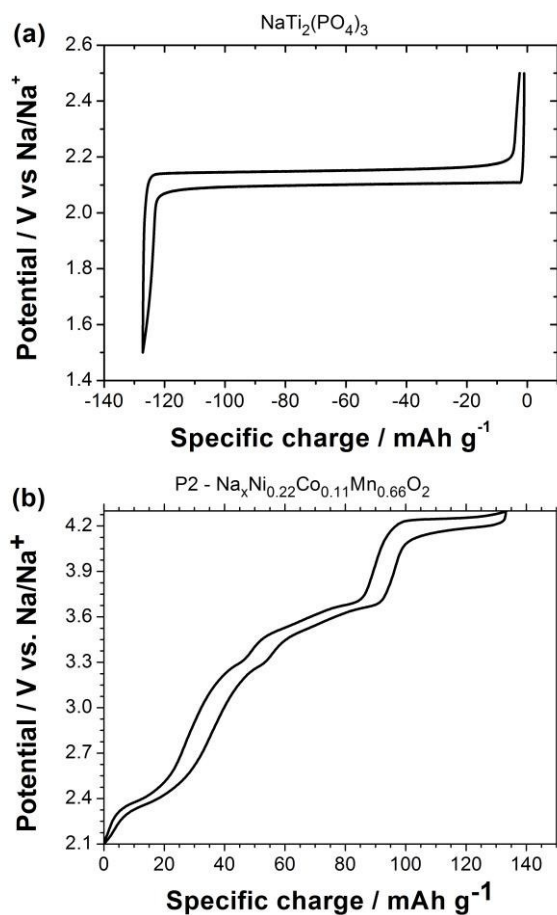 (a)
NaTi2(PO4)3
2.6
2.4
2.2
2.0
1.8
1.6
1.4
Potential / V vs Na/Na+
-140 -120 -100 -80 -60 -40 -20 0
Specific charge / mAh g-1
(b)
P2 - NaxNi0.22Co0.11Mn0.66O2
4.2
3.9
3.6
3.3
3.0
2.7
2.4
2.1
Potential / V vs. Na/Na+
0 20 40 60 80 100 120 140
Specific charge / mAh g-1